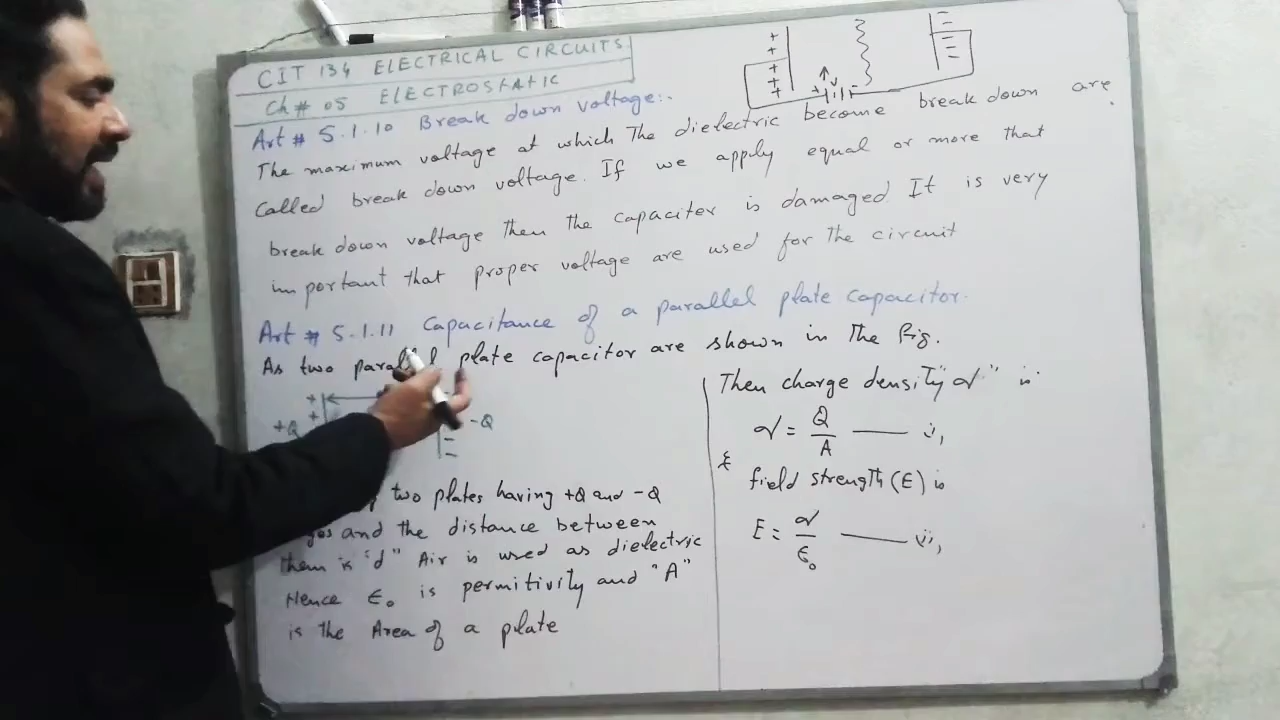 CIT 134 ELECTRICAL CIRCUITS.
Ch # 05 ELECTROSTATIC
Art # 5.1.10 Break down voltage:.
The maximum voltage at which The dielectric become break down are
called break down voltage. If we apply equal or more that
break down voltage then the capacitor is damaged. It is very
important that proper voltage are used for the circuit
Art # 5.1.11 Capacitance of a parallel plate capacitor.
As two parallel plate capacitor are shown in the fig.
+Q
-Q
two plates having +Q and -Q
and the distance between
them is "d" Air is used as dielectric
Hence ε₀ is permitivity and "A"
is the Area of a plate
Then charge density "σ" is
σ = Q/A — i,
field strength (E) is
E = σ/ε₀ — ii,